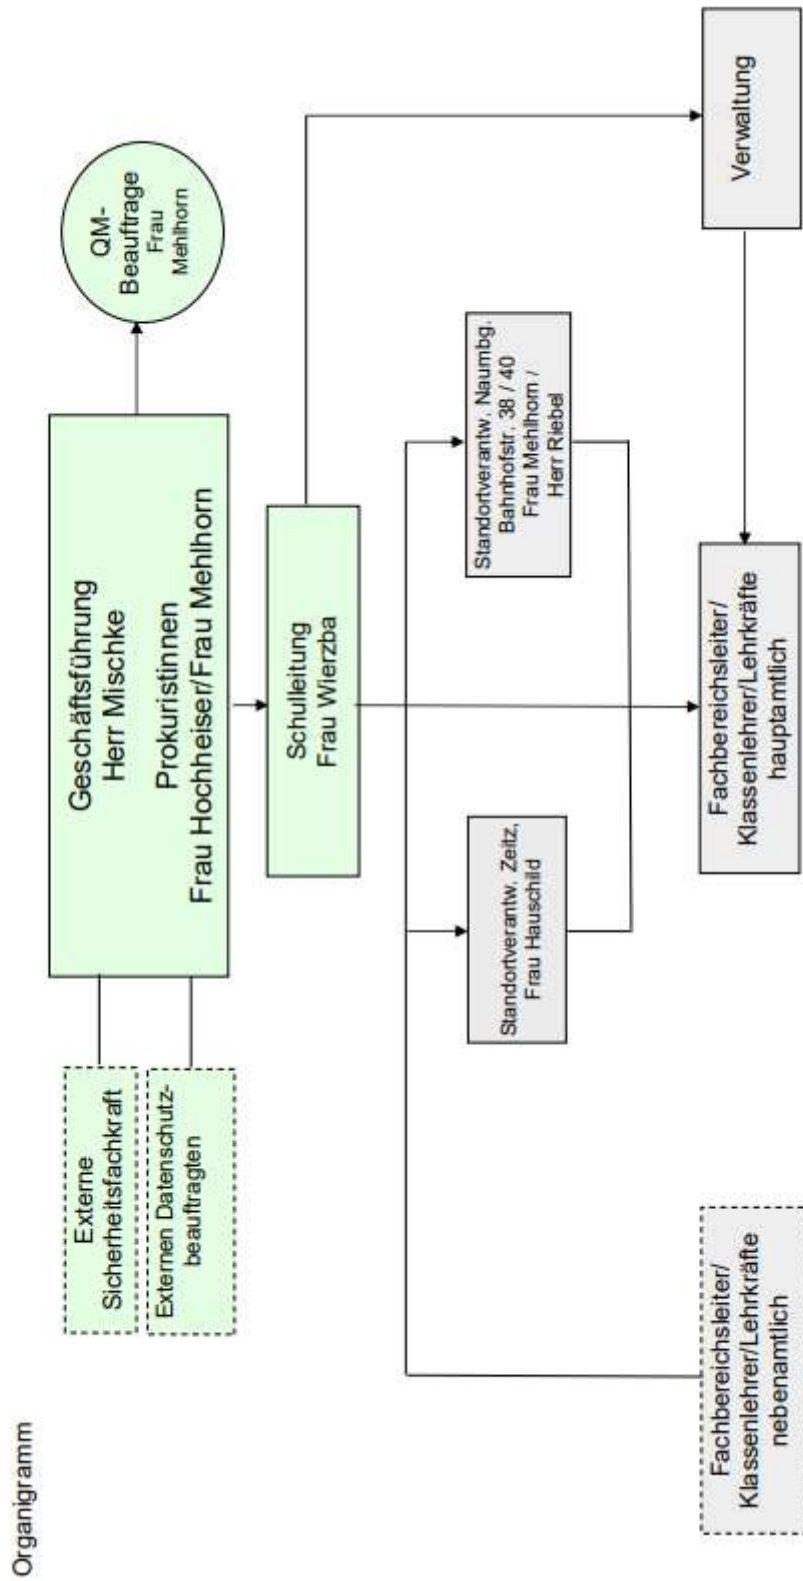 Organigramm
Externe
Sicherheitsfachkraft
Externen Datenschutz-
beauftragten
Geschäftsführung
Herr Mischke
Prokuristinnen
Frau Hochheiser/Frau Mehlhorn
QM-
Beauftrage
Frau
Mehlhorn
Schulleitung
Frau Wierzba
Standortverantw. Zeitz,
Frau Hauschild
Standortverantw. Naumbg.
Bahnhofstr. 38 / 40
Frau Mehlhorn /
Herr Riebel
Fachbereichsleiter/
Klassenlehrer/Lehrkräfte
nebenamtlich
Fachbereichsleiter/
Klassenlehrer/Lehrkräfte
hauptamtlich
Verwaltung